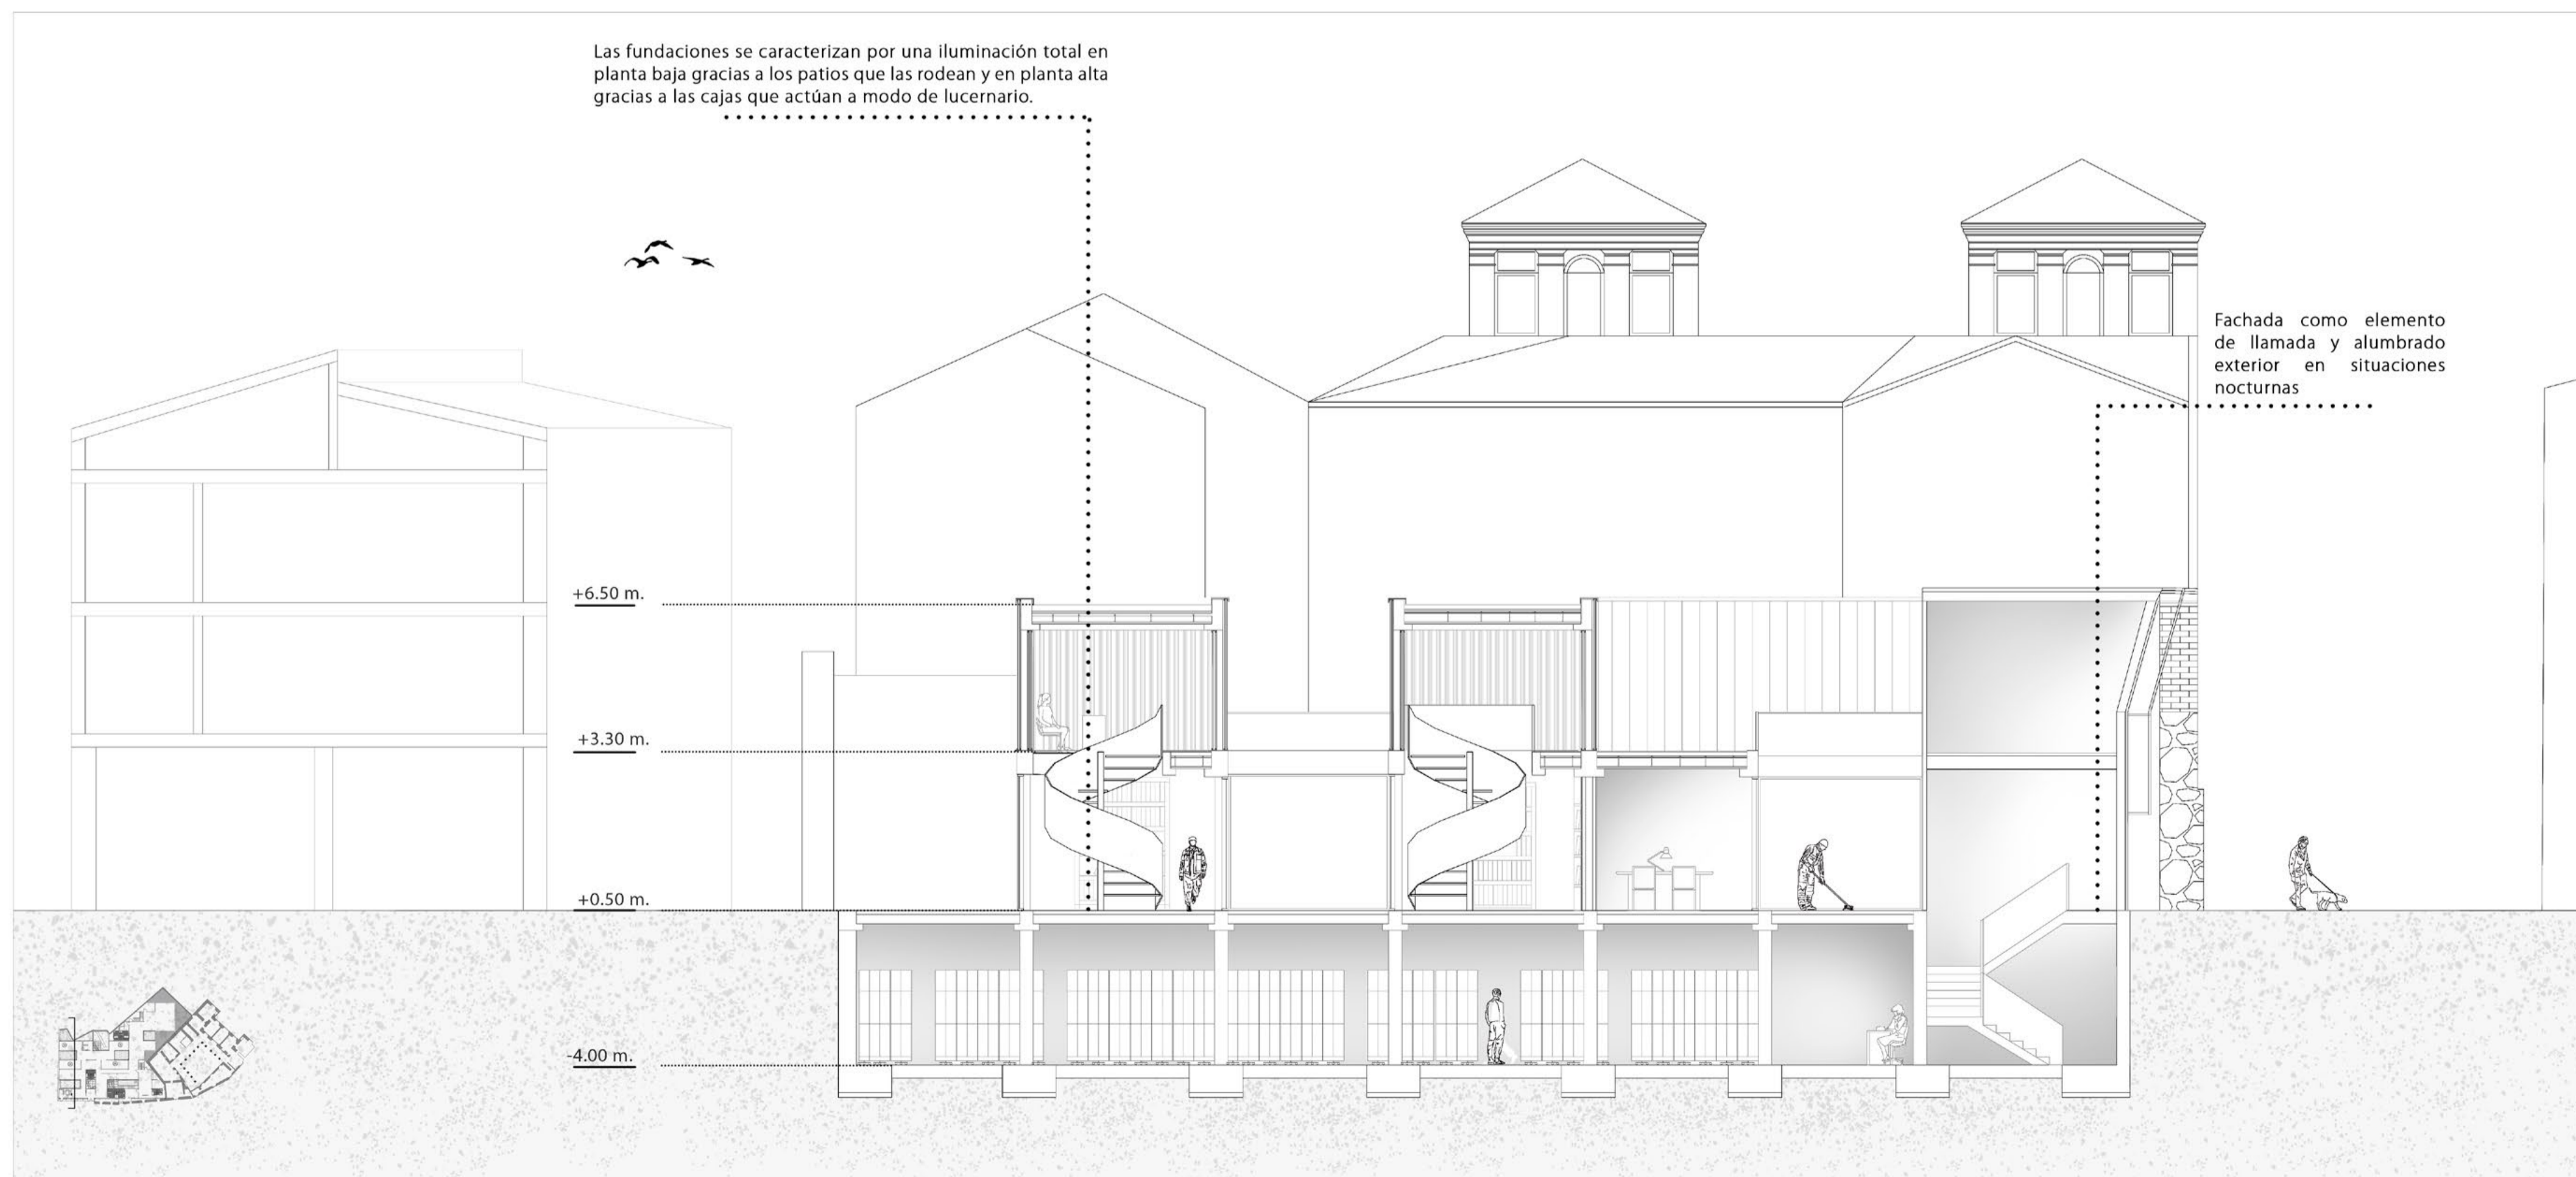 Las fundaciones se caracterizan por una iluminación total en
planta baja gracias a los patios que las rodean y en planta alta
gracias a las cajas que actúan a modo de lucernario.
Fachada como elemento
de llamada y alumbrado
exterior en situaciones
nocturnas
+6.50 m.
+3.30 m.
+0.50 m.
-4.00 m.